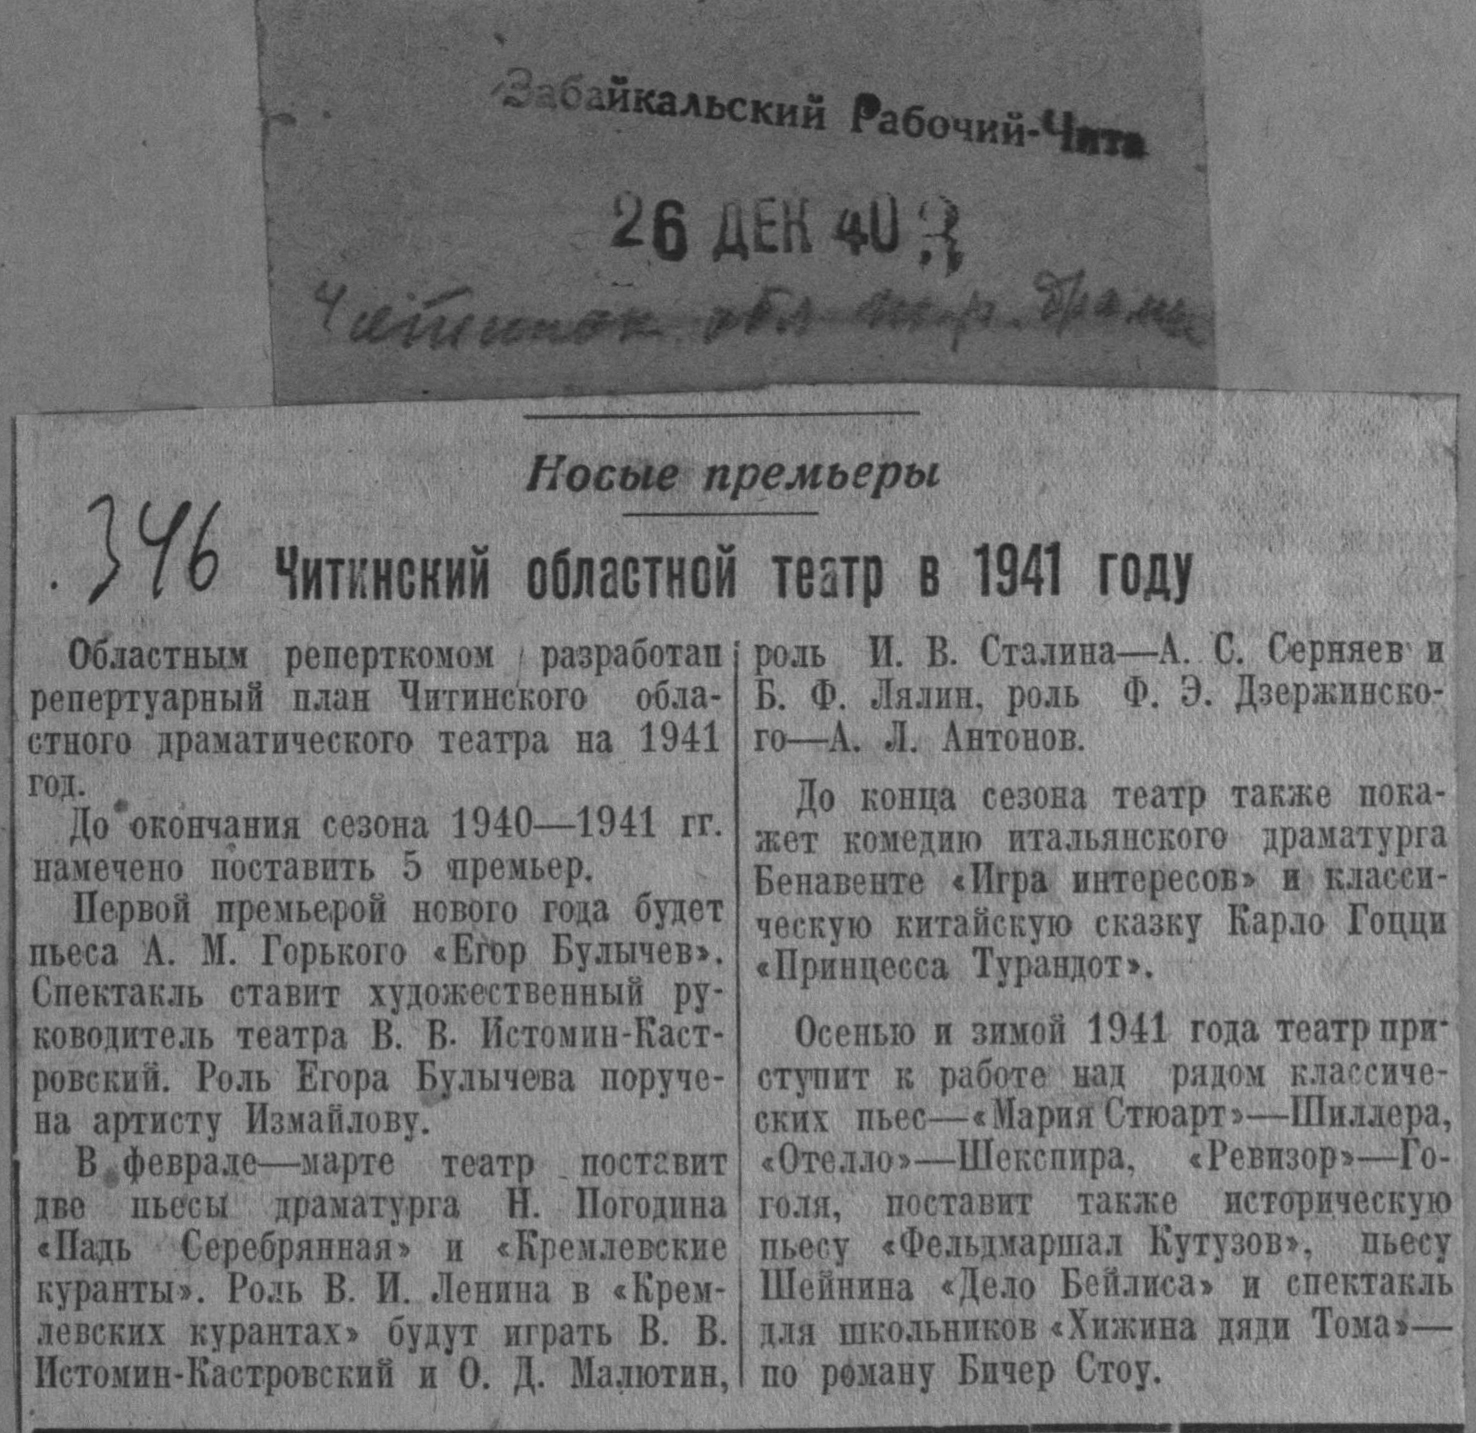 Забайкальский Рабочий-Чита
26 ДЕК 40
Читинск обл
Новые премьеры
346
Читинский областной театр в 1941 году
Областным реперткомом разработан
репертуарный план Читинского обла-
стного драматического театра на 1941
год.
До окончания сезона 1940—1941 гг.
намечено поставить 5 премьер.
Первой премьерой нового года будет
пьеса А. М. Горького «Егор Булычев».
Спектакль ставит художественный ру-
ководитель театра В. В. Истомин-Каст-
ровский. Роль Егора Булычева поруче-
на артисту Измайлову.
В феврале—марте театр поставит
две пьесы драматурга Н. Погодина
«Падь Серебрянная» и «Кремлевские
куранты». Роль В. И. Ленина в «Крем-
левских курантах» будут играть В. В.
Истомин-Кастровский и О. Д. Малютин,
роль И. В. Сталина—А. С. Серняев и
Б. Ф. Лялин, роль Ф. Э. Дзержинско-
го—А. Л. Антонов.
До конца сезона театр также пока-
жет комедию итальянского драматурга
Бенавенте «Игра интересов» и класси-
ческую китайскую сказку Карло Гоцци
«Принцесса Турандот».
Осенью и зимой 1941 года театр при-
ступит к работе над рядом классиче-
ских пьес—«Мария Стюарт»—Шиллера,
«Отелло»—Шекспира, «Ревизор»—Го-
голя, поставит также историческую
пьесу «Фельдмаршал Кутузов», пьесу
Шейнина «Дело Бейлиса» и спектакль
для школьников «Хижина дяди Тома»—
по роману Бичер Стоу.